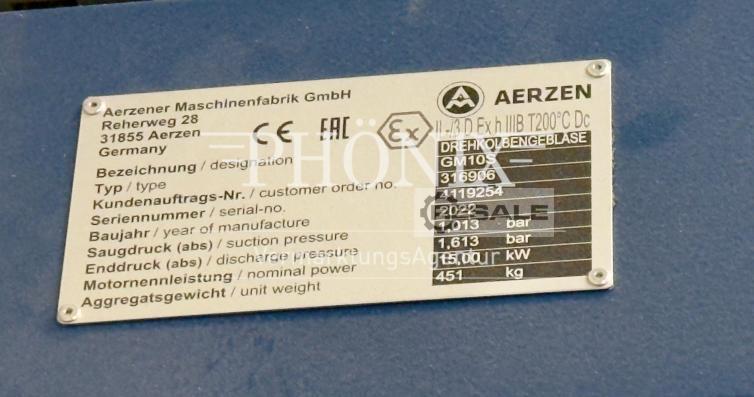 Aerzener Maschinenfabrik GmbH
Reherweg 28
31855 Aerzen
Germany
CE EAC Ex
AERZEN
II -/3 D Ex h IIIB T200°C Dc
Bezeichnung / designation DREHKOLBENGEBLÄSE
Typ / type GM10S
Kundenauftrags-Nr. / customer order no. 316906
Seriennummer / serial-no. 4119254
Baujahr / year of manufacture 2022
Saugdruck (abs) / suction pressure 1,013 bar
Enddruck (abs) / discharge pressure 1,613 bar
Motornennleistung / nominal power 15,00 kW
Aggregatsgewicht / unit weight 451 kg
PHÖNIX
VermarktungsAgentur
RESALE